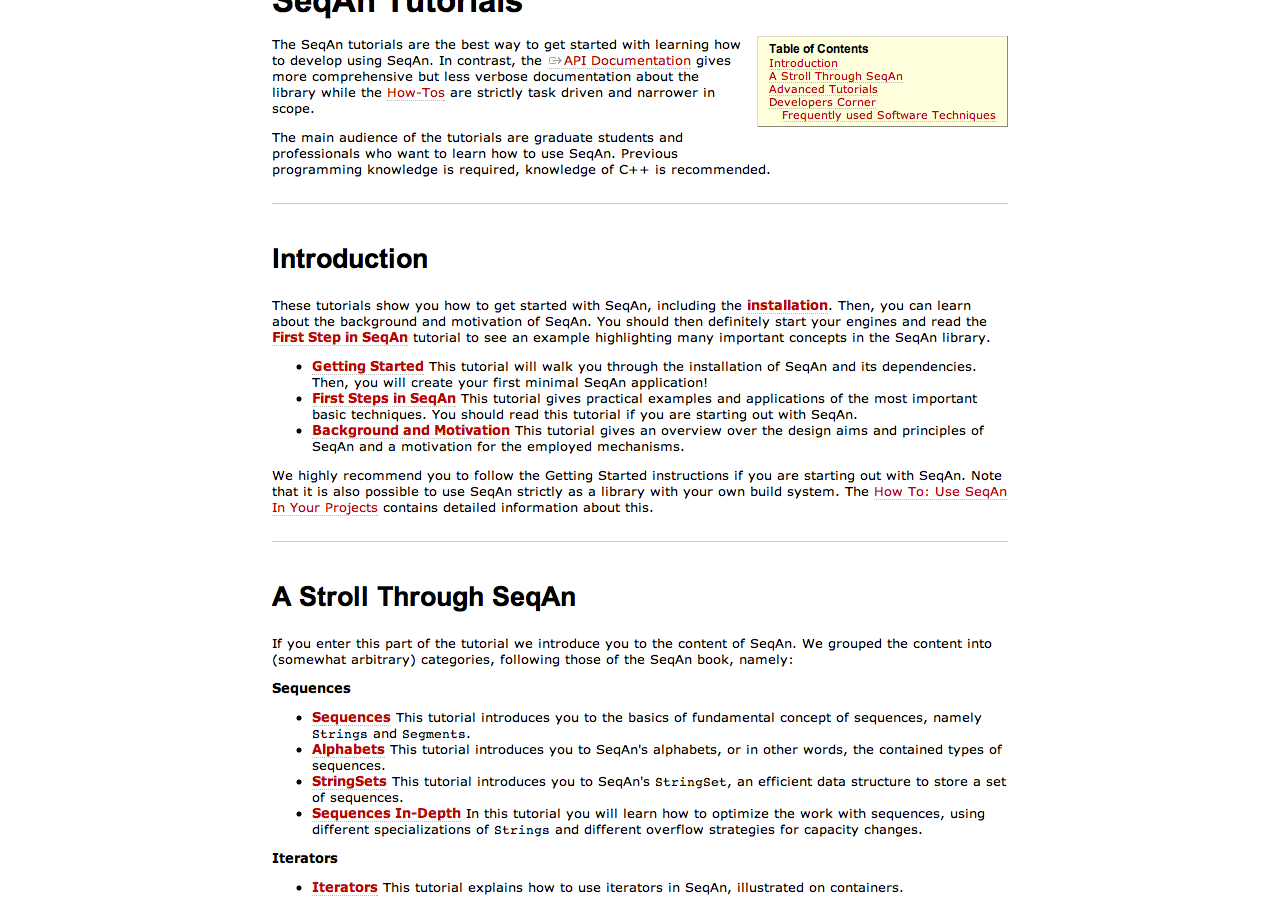 SeqAn Tutorials
The SeqAn tutorials are the best way to get started with learning how
to develop using SeqAn. In contrast, the API Documentation gives
more comprehensive but less verbose documentation about the
library while the How-Tos are strictly task driven and narrower in
scope.
Table of Contents
Introduction
A Stroll Through SeqAn
Advanced Tutorials
Developers Corner
Frequently used Software Techniques
The main audience of the tutorials are graduate students and
professionals who want to learn how to use SeqAn. Previous
programming knowledge is required, knowledge of C++ is recommended.
Introduction
These tutorials show you how to get started with SeqAn, including the installation. Then, you can learn
about the background and motivation of SeqAn. You should then definitely start your engines and read the
First Step in SeqAn tutorial to see an example highlighting many important concepts in the SeqAn library.
• Getting Started This tutorial will walk you through the installation of SeqAn and its dependencies.
Then, you will create your first minimal SeqAn application!
• First Steps in SeqAn This tutorial gives practical examples and applications of the most important
basic techniques. You should read this tutorial if you are starting out with SeqAn.
• Background and Motivation This tutorial gives an overview over the design aims and principles of
SeqAn and a motivation for the employed mechanisms.
We highly recommend you to follow the Getting Started instructions if you are starting out with SeqAn. Note
that it is also possible to use SeqAn strictly as a library with your own build system. The How To: Use SeqAn
In Your Projects contains detailed information about this.
A Stroll Through SeqAn
If you enter this part of the tutorial we introduce you to the content of SeqAn. We grouped the content into
(somewhat arbitrary) categories, following those of the SeqAn book, namely:
Sequences
• Sequences This tutorial introduces you to the basics of fundamental concept of sequences, namely
Strings and Segments.
• Alphabets This tutorial introduces you to SeqAn's alphabets, or in other words, the contained types of
sequences.
• StringSets This tutorial introduces you to SeqAn's StringSet, an efficient data structure to store a set
of sequences.
• Sequences In-Depth In this tutorial you will learn how to optimize the work with sequences, using
different specializations of Strings and different overflow strategies for capacity changes.
Iterators
• Iterators This tutorial explains how to use iterators in SeqAn, illustrated on containers.